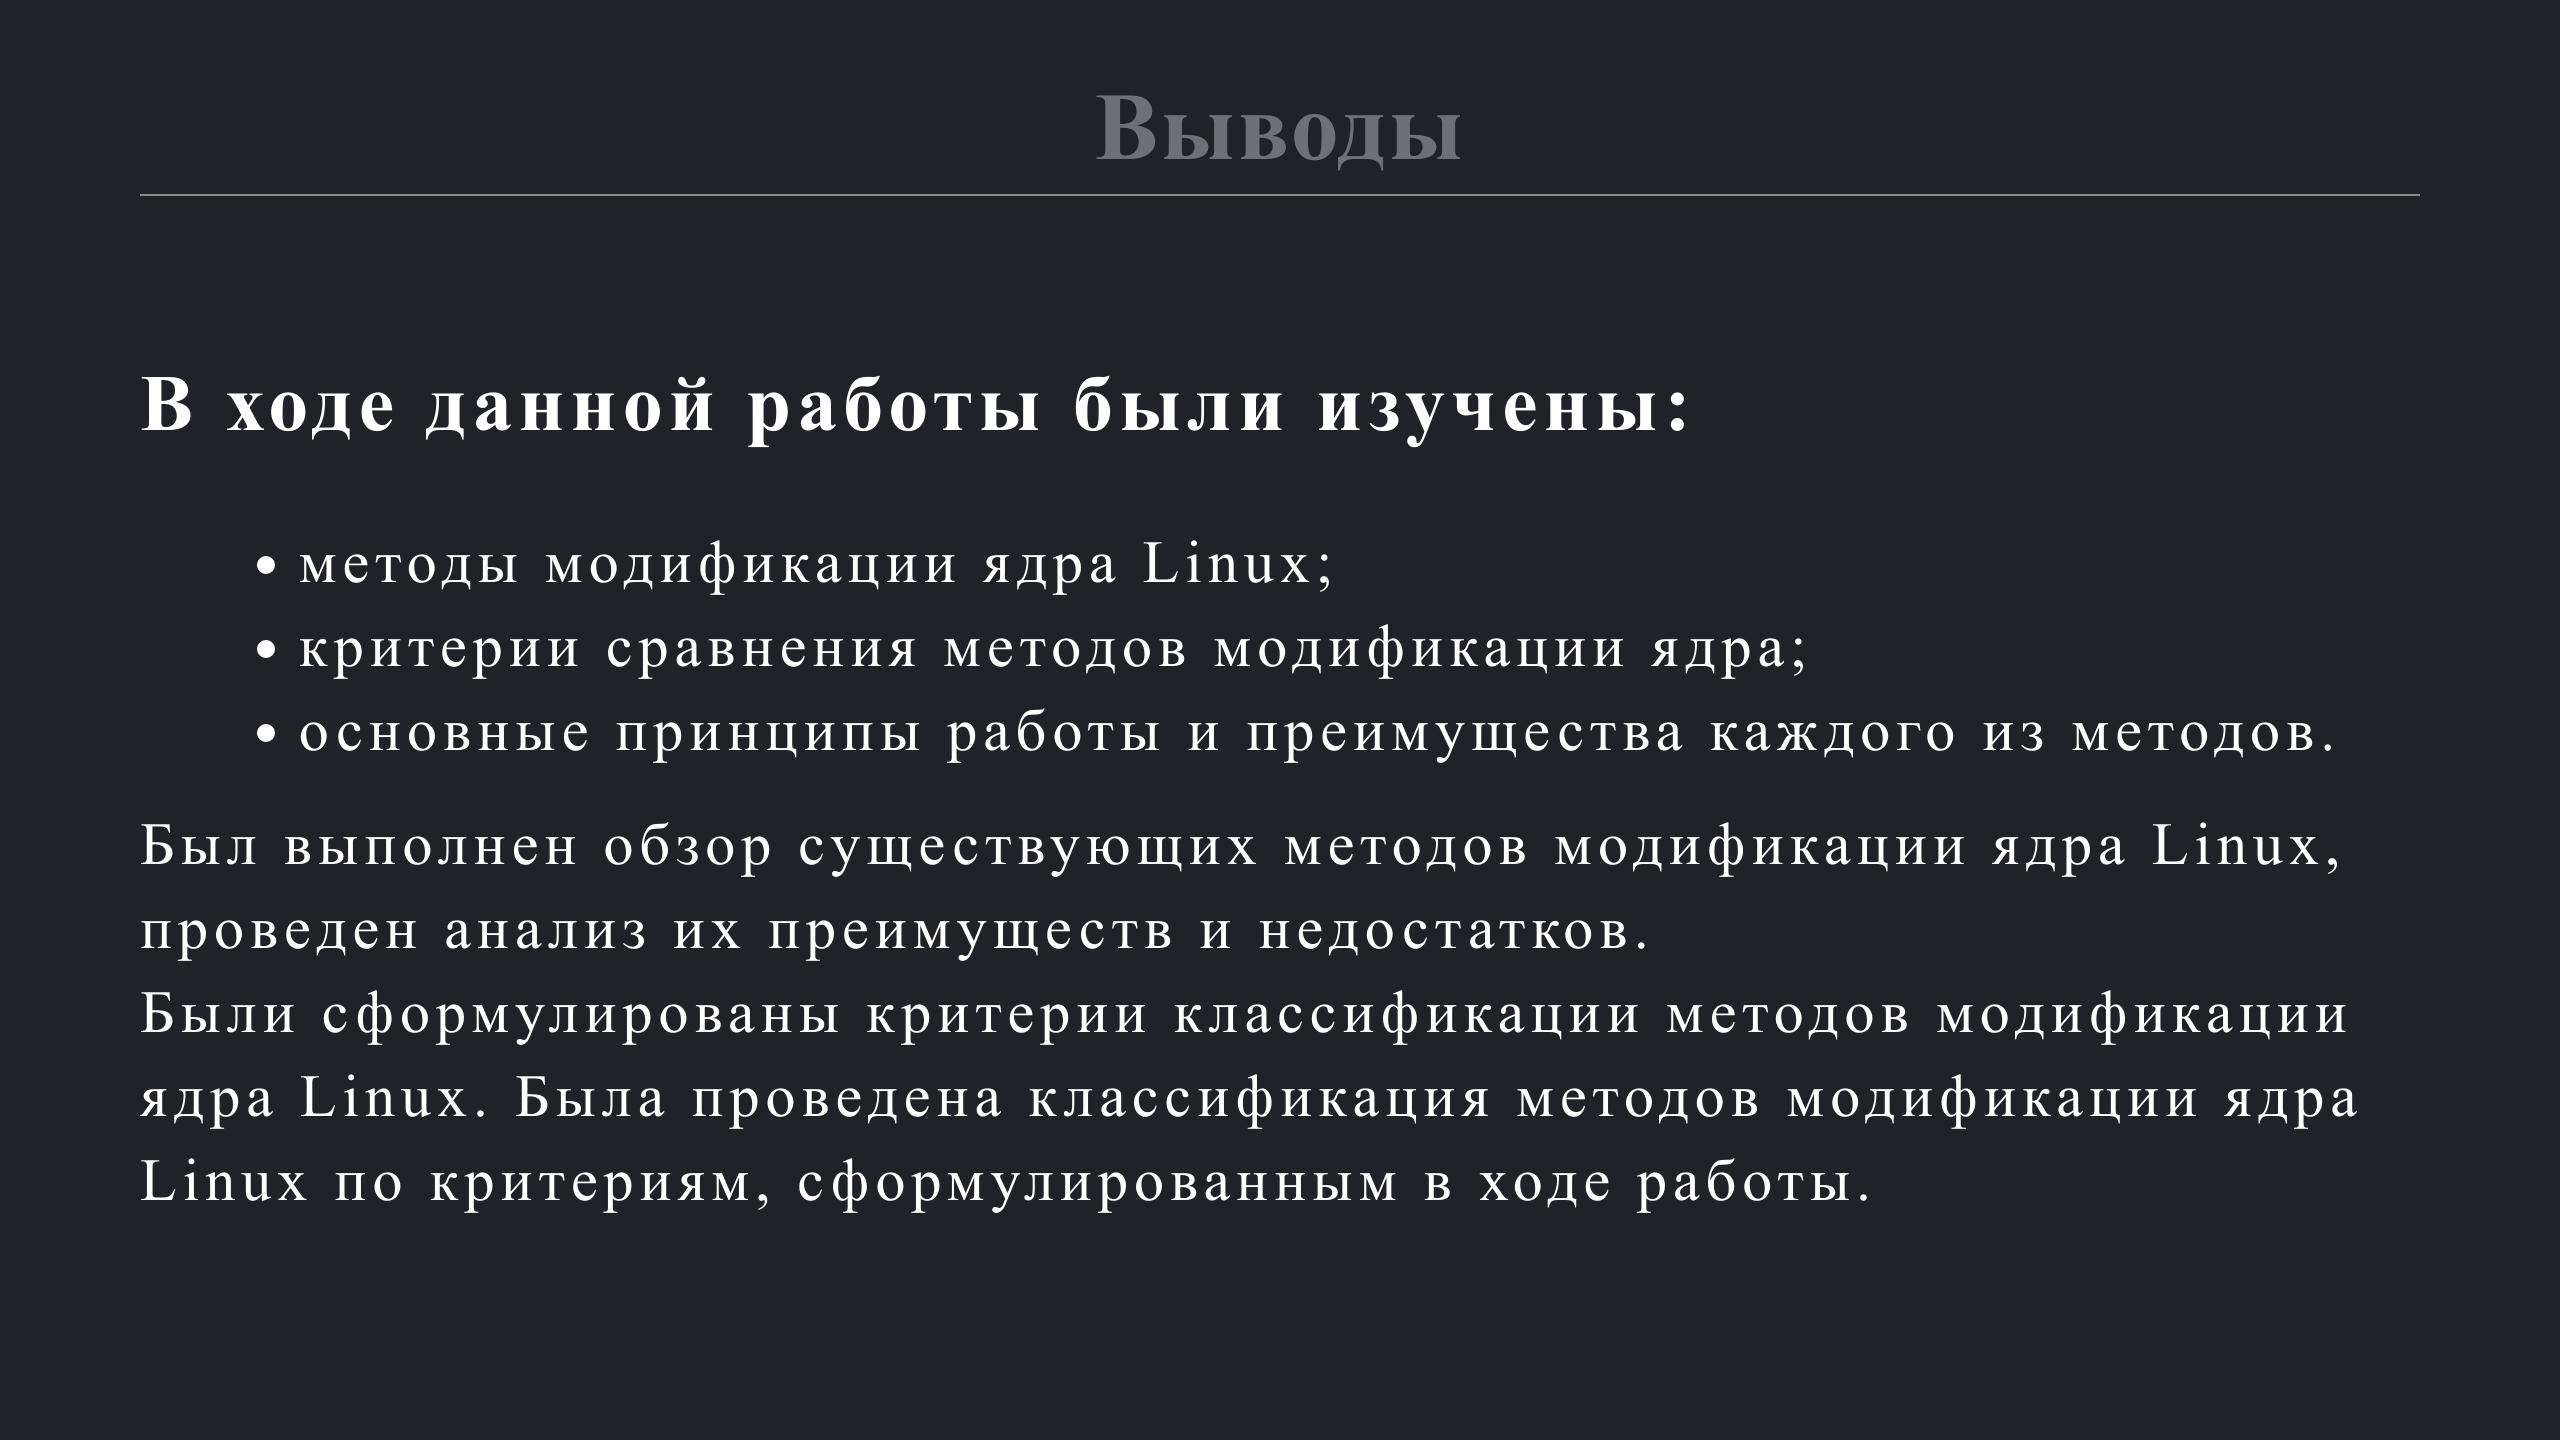 Выводы
В ходе данной работы были изучены:
• методы модификации ядра Linux;
• критерии сравнения методов модификации ядра;
• основные принципы работы и преимущества каждого из методов.
Был выполнен обзор существующих методов модификации ядра Linux,
проведен анализ их преимуществ и недостатков.
Были сформулированы критерии классификации методов модификации
ядра Linux. Была проведена классификация методов модификации ядра
Linux по критериям, сформулированным в ходе работы.